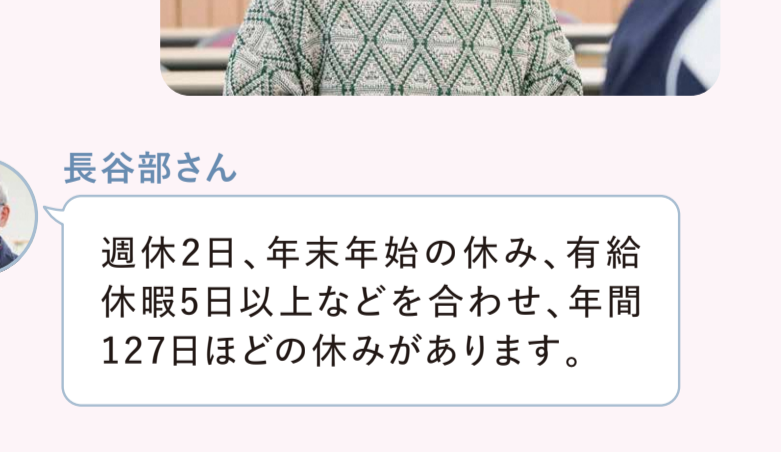 長谷部さん
週休2日、年末年始の休み、有給
休暇5日以上などを合わせ、年間
127日ほどの休みがあります。